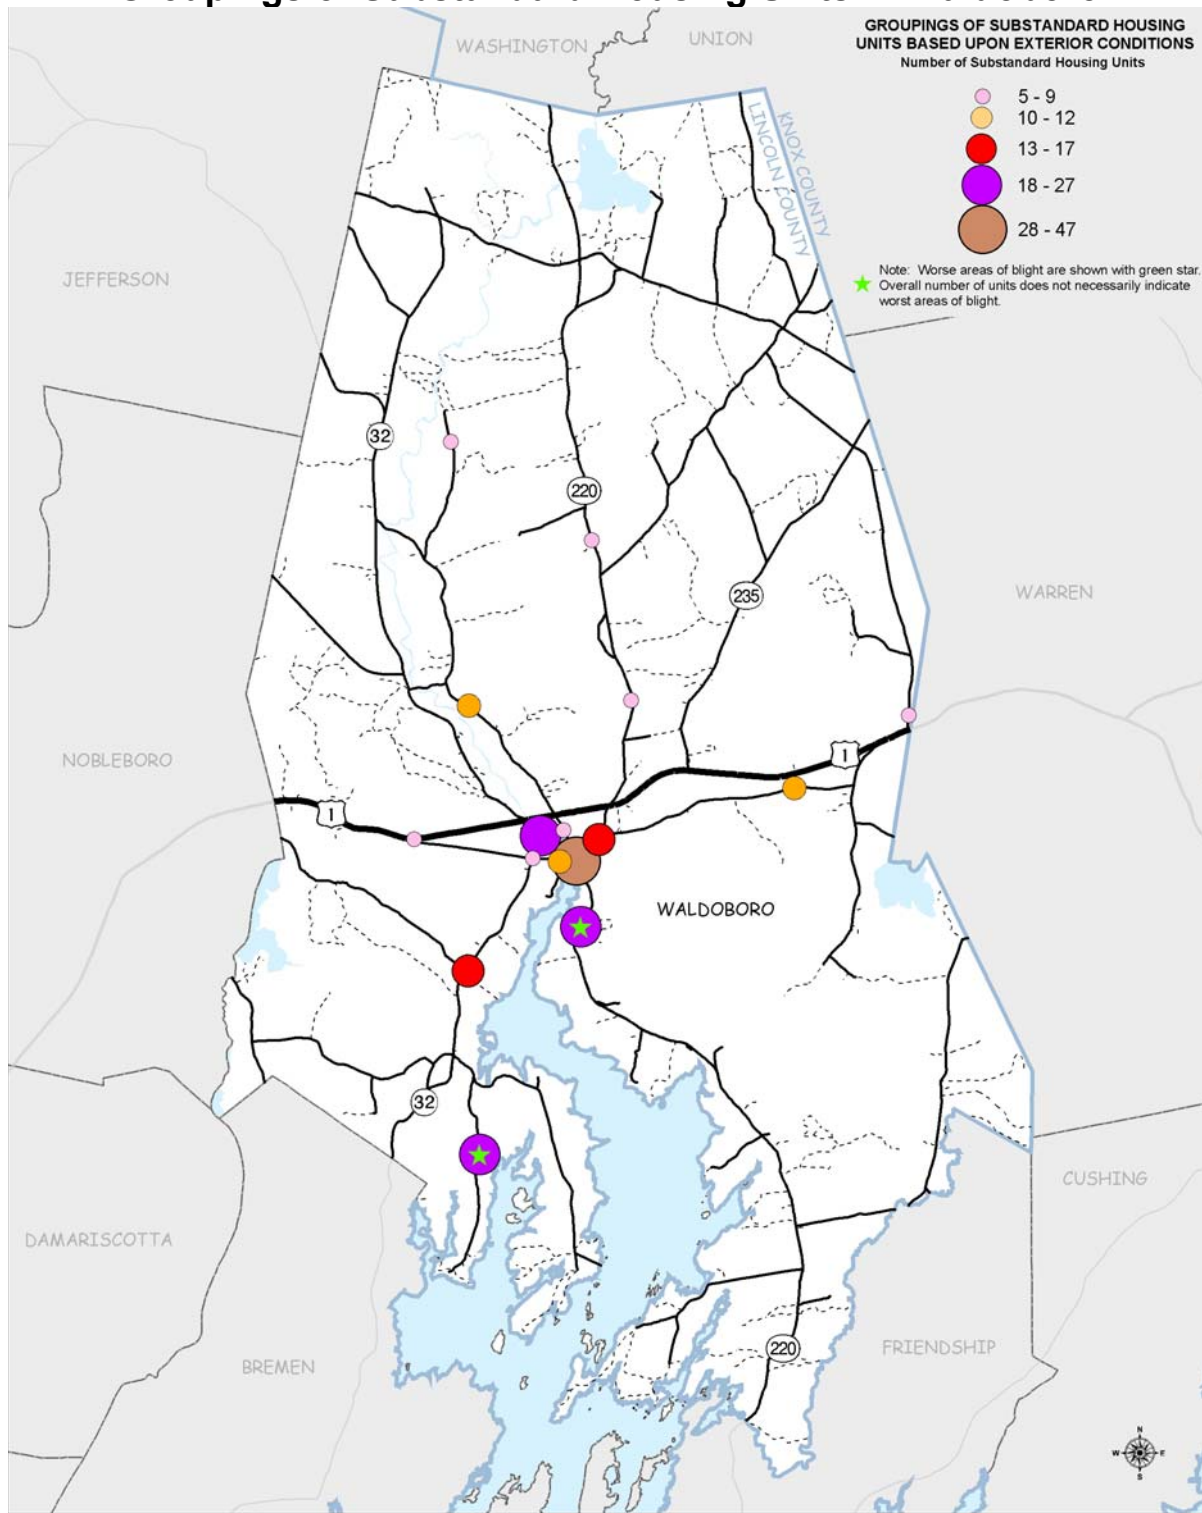 GROUPINGS OF SUBSTANDARD HOUSING
UNITS BASED UPON EXTERIOR CONDITIONS
Number of Substandard Housing Units
5 - 9
10 - 12
13 - 17
18 - 27
28 - 47
Note: Worse areas of blight are shown with green star.
Overall number of units does not necessarily indicate
worst areas of blight.
WASHINGTON
UNION
KNOX COUNTY
LINCOLN COUNTY
JEFFERSON
32
220
235
WARREN
NOBLEBORO
1
1
WALDOBORO
32
CUSHING
DAMARISCOTTA
220
FRIENDSHIP
BREMEN
N
W
E
S